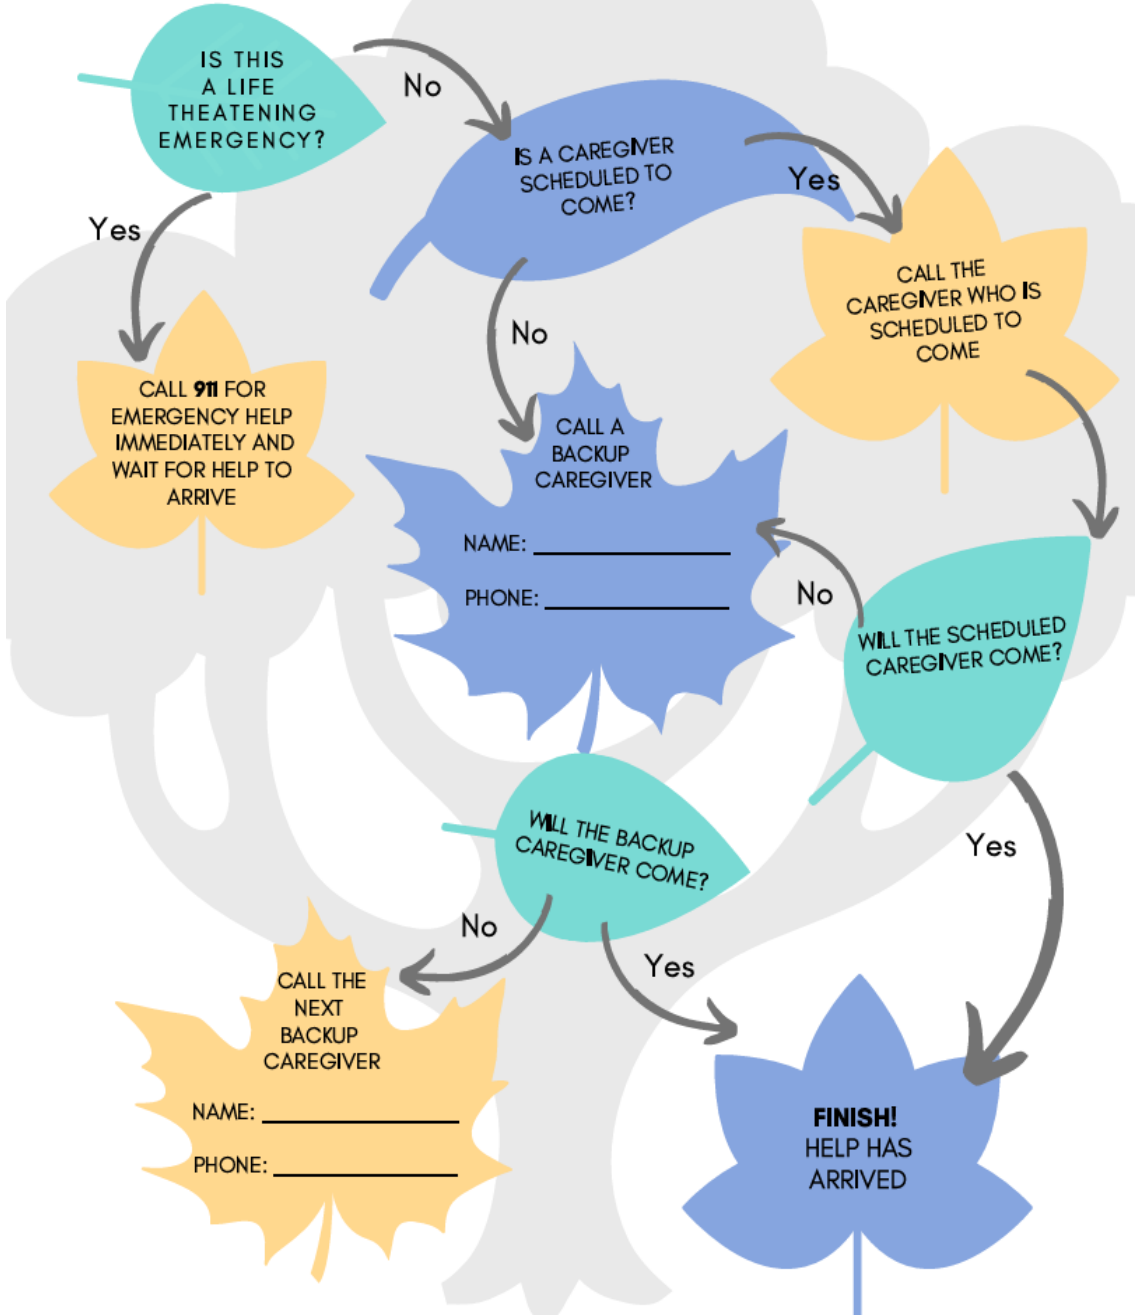 IS THIS
A LIFE
THEATENING
EMERGENCY?
No
IS A CAREGIVER
SCHEDULED TO
COME?
Yes
CALL THE
CAREGIVER WHO IS
SCHEDULED TO
COME
Yes
CALL 911 FOR
EMERGENCY HELP
IMMEDIATELY AND
WAIT FOR HELP TO
ARRIVE
No
CALL A
BACKUP
CAREGIVER
NAME:
PHONE:
No
WILL THE SCHEDULED
CAREGIVER COME?
Yes
WILL THE BACKUP
CAREGIVER COME?
No
Yes
CALL THE
NEXT
BACKUP
CAREGIVER
NAME:
PHONE:
FINISH!
HELP HAS
ARRIVED